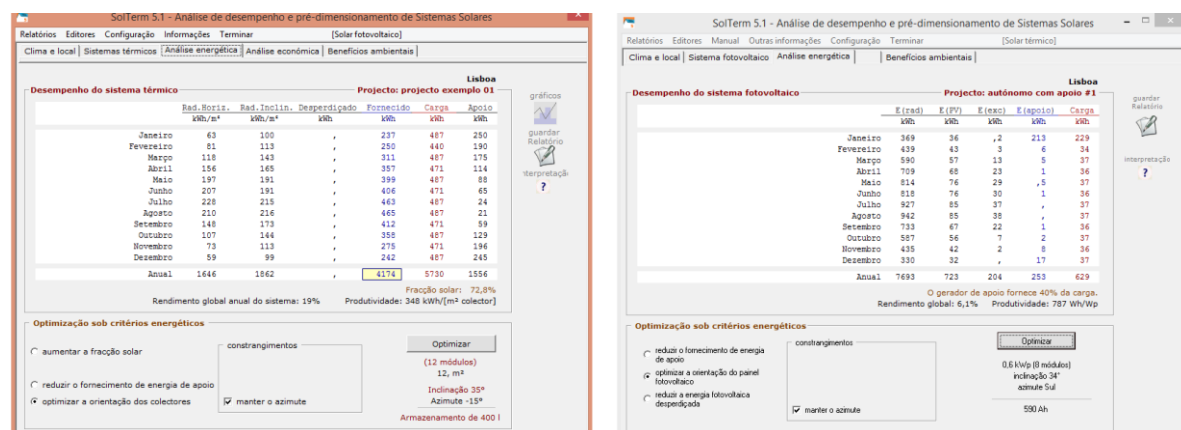 SolTerm 5.1 - Análise de desempenho e pré-dimensionamento de Sistemas Solares
Relatórios Editores Configuração Informações Terminar [Solar fotovoltaico]
Clima e local Sistemas térmicos Análise energética Análise económica Benefícios ambientais
Lisboa
Desempenho do sistema térmico Projecto: projecto exemplo 01
Rad.Horiz. Rad.Inclin. Desperdiçado Fornecido Carga Apoio
kWh/m² kWh/m² kWh kWh kWh kWh
Janeiro 63 100 , 237 487 250
Fevereiro 81 113 , 250 440 190
Março 118 143 , 311 487 175
Abril 156 165 , 357 471 114
Maio 197 191 , 399 487 88
Junho 207 191 , 406 471 65
Julho 228 215 , 463 487 24
Agosto 210 216 , 465 487 21
Setembro 148 173 , 412 471 59
Outubro 107 144 , 358 487 129
Novembro 73 113 , 275 471 196
Dezembro 59 99 , 242 487 245
Anual 1646 1862 , 4174 5730 1556
Fracção solar: 72,8%
Rendimento global anual do sistema: 19% Produtividade: 348 kWh/[m² colector]
gráficos
guardar
Relatório
nterpretaçã
?
Optimização sob critérios energéticos
aumentar a fracção solar
reduzir o fornecimento de energia de apoio
optimizar a orientação dos colectores
constrangimentos
manter o azimute
Optimizar
(12 módulos)
12, m²
Inclinação 35°
Azimute -15°
Armazenamento de 400 l
SolTerm 5.1 - Análise de desempenho e pré-dimensionamento de Sistemas Solares
Relatórios Editores Manual Outras informações Configuração Terminar [Solar térmico]
Clima e local Sistema fotovoltaico Análise energética Benefícios ambientais
Lisboa
Desempenho do sistema fotovoltaico Projecto: autónomo com apoio #1
E(rad) E(PV) E(exc) E(apoio) Carga
kWh kWh kWh kWh kWh
Janeiro 369 36 ,2 213 229
Fevereiro 439 43 3 6 34
Março 590 57 13 5 37
Abril 709 68 23 1 36
Maio 814 76 29 ,5 37
Junho 818 76 30 1 36
Julho 927 85 37 , 37
Agosto 942 85 38 , 37
Setembro 733 67 22 1 36
Outubro 587 56 7 2 37
Novembro 435 42 2 8 36
Dezembro 330 32 , 17 37
Anual 7693 723 204 253 629
O gerador de apoio fornece 40% da carga.
Rendimento global: 6,1% Produtividade: 787 Wh/Wp
guardar
Relatório
interpretação
?
Optimização sob critérios energéticos
reduzir o fornecimento de energia
de apoio
optimizar a orientação do painel
fotovoltaico
reduzir a energia fotovoltaica
desperdiçada
constrangimentos
manter o azimute
Optimizar
0,6 kWp (8 módulos)
inclinação 34°
azimute Sul
590 Ah